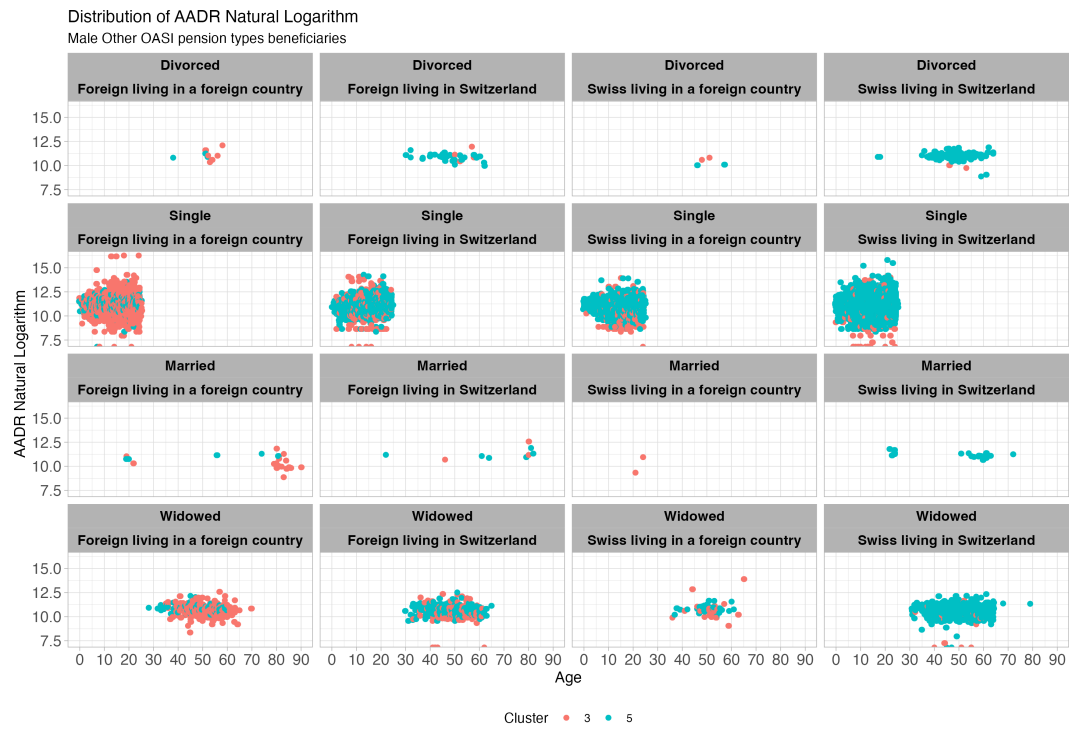 Distribution of AADR Natural Logarithm
Male Other OASI pension types beneficiaries
Divorced Divorced Divorced Divorced
Foreign living in a foreign country Foreign living in Switzerland Swiss living in a foreign country Swiss living in Switzerland
15.0
12.5
10.0
7.5
Single Single Single Single
Foreign living in a foreign country Foreign living in Switzerland Swiss living in a foreign country Swiss living in Switzerland
15.0
12.5
10.0
7.5
AADR Natural Logarithm
Married Married Married Married
Foreign living in a foreign country Foreign living in Switzerland Swiss living in a foreign country Swiss living in Switzerland
15.0
12.5
10.0
7.5
Widowed Widowed Widowed Widowed
Foreign living in a foreign country Foreign living in Switzerland Swiss living in a foreign country Swiss living in Switzerland
15.0
12.5
10.0
7.5
0 10 20 30 40 50 60 70 80 90 0 10 20 30 40 50 60 70 80 90 0 10 20 30 40 50 60 70 80 90 0 10 20 30 40 50 60 70 80 90
Age
Cluster 3 5